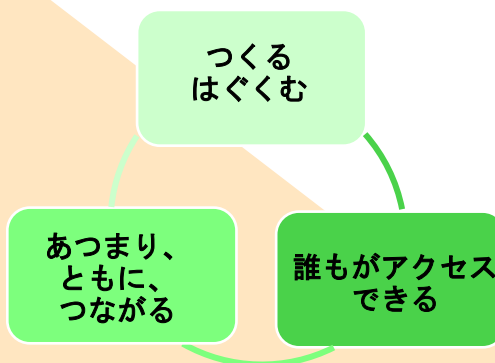 つくる
はぐくむ
あつまり、
ともに、
つながる
誰もがアクセス
できる